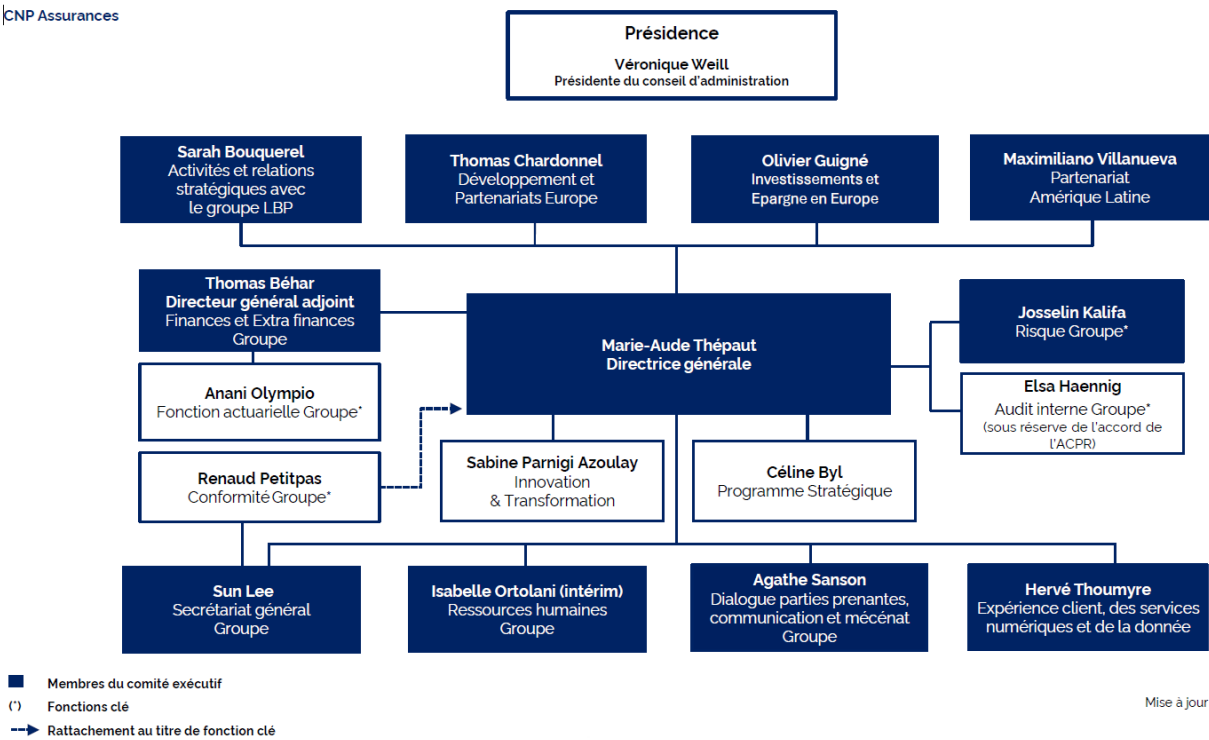 CNP Assurances
Présidence
Véronique Weill
Présidente du conseil d'administration
Sarah Bouquerel
Activités et relations
stratégiques avec
le groupe LBP
Thomas Chardonnel
Développement et
Partenariats Europe
Olivier Guigné
Investissements et
Epargne en Europe
Maximiliano Villanueva
Partenariat
Amérique Latine
Thomas Béhar
Directeur général adjoint
Finances et Extra finances
Groupe
Marie-Aude Thépaut
Directrice générale
Josselin Kalifa
Risque Groupe*
Anani Olympio
Fonction actuarielle Groupe*
Elsa Haennig
Audit interne Groupe*
(sous réserve de l'accord de
l'ACPR)
Renaud Petitpas
Conformité Groupe*
Sabine Parnigi Azoulay
Innovation
& Transformation
Céline Byl
Programme Stratégique
Sun Lee
Secrétariat général
Groupe
Isabelle Ortolani (intérim)
Ressources humaines
Groupe
Agathe Sanson
Dialogue parties prenantes,
communication et mécénat
Groupe
Hervé Thoumyre
Expérience client, des services
numériques et de la donnée
Membres du comité exécutif
(*) Fonctions clé
Rattachement au titre de fonction clé
Mise à jour